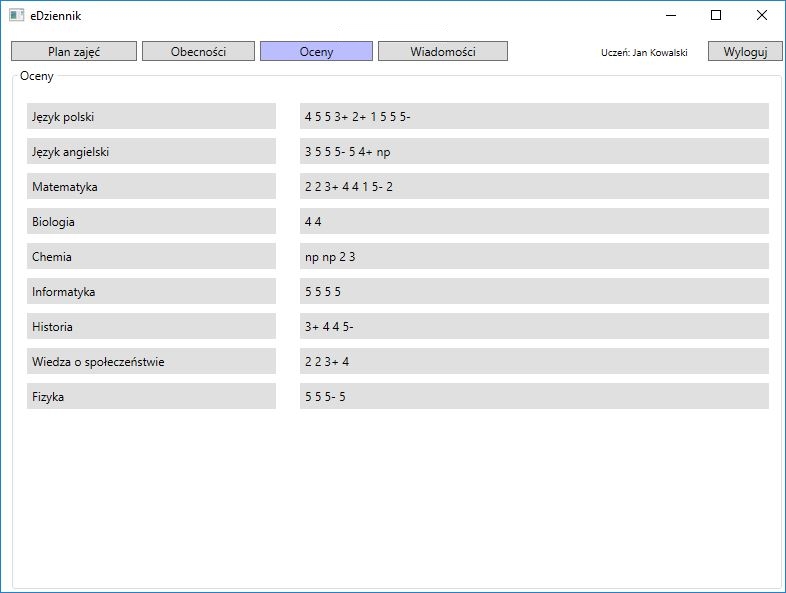 eDziennik
Plan zajęć Obecności Oceny Wiadomości Uczeń: Jan Kowalski Wyloguj
Oceny
Język polski 4 5 5 3+ 2+ 1 5 5 5-
Język angielski 3 5 5 5- 5 4+ np
Matematyka 2 2 3+ 4 4 1 5- 2
Biologia 4 4
Chemia np np 2 3
Informatyka 5 5 5 5
Historia 3+ 4 4 5-
Wiedza o społeczeństwie 2 2 3+ 4
Fizyka 5 5 5- 5